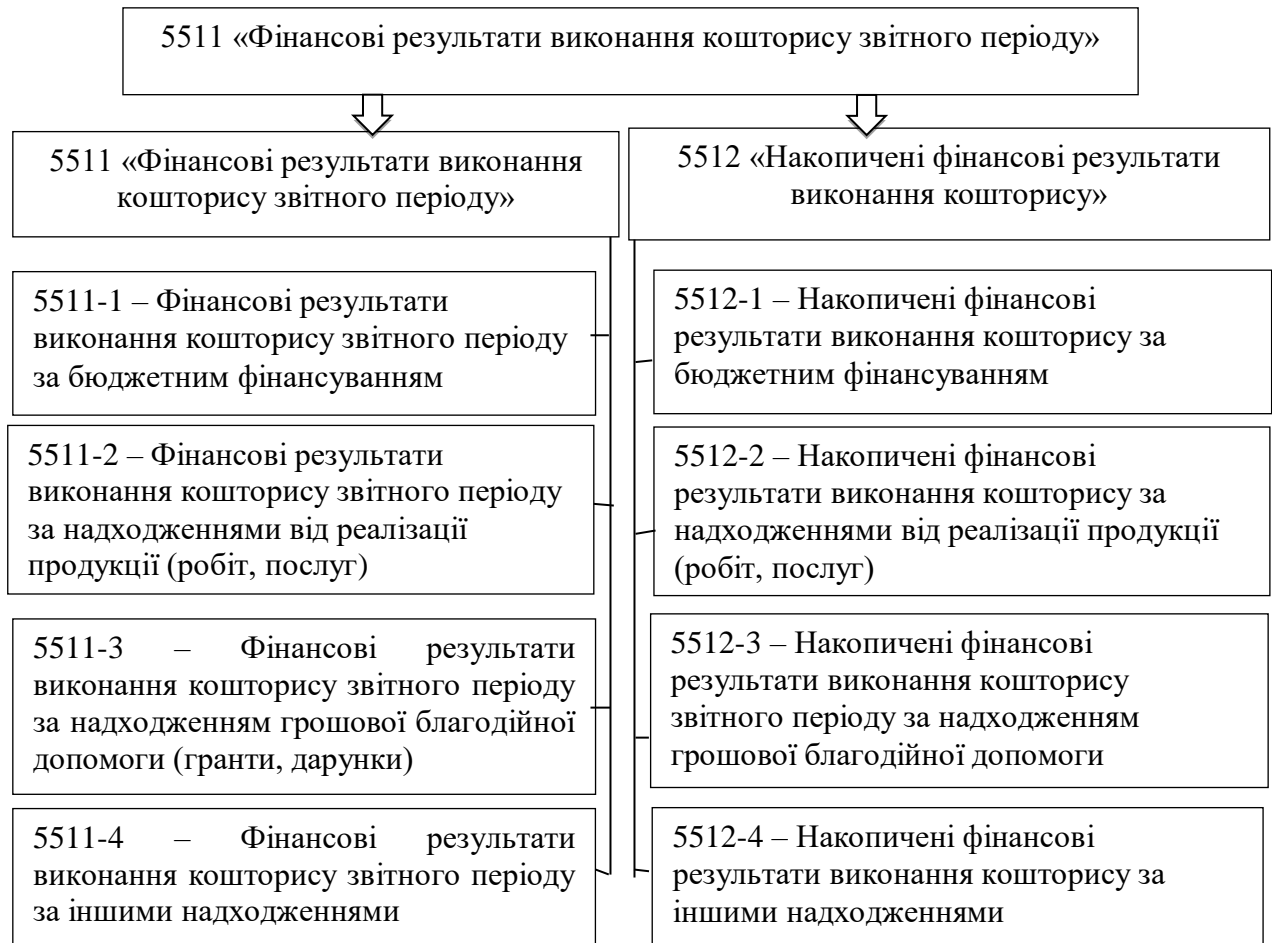 5511 «Фінансові результати виконання кошторису звітного періоду»
5511 «Фінансові результати виконання
кошторису звітного періоду»
5512 «Накопичені фінансові результати
виконання кошторису»
5511-1 – Фінансові результати
виконання кошторису звітного періоду
за бюджетним фінансуванням
5512-1 – Накопичені фінансові
результати виконання кошторису за
бюджетним фінансуванням
5511-2 – Фінансові результати
виконання кошторису звітного періоду
за надходженнями від реалізації
продукції (робіт, послуг)
5512-2 – Накопичені фінансові
результати виконання кошторису за
надходженнями від реалізації продукції
(робіт, послуг)
5511-3 – Фінансові результати
виконання кошторису звітного періоду
за надходженням грошової благодійної
допомоги (гранти, дарунки)
5512-3 – Накопичені фінансові
результати виконання кошторису
звітного періоду за надходженням
грошової благодійної допомоги
5511-4 – Фінансові результати
виконання кошторису звітного періоду
за іншими надходженнями
5512-4 – Накопичені фінансові
результати виконання кошторису за
іншими надходженнями